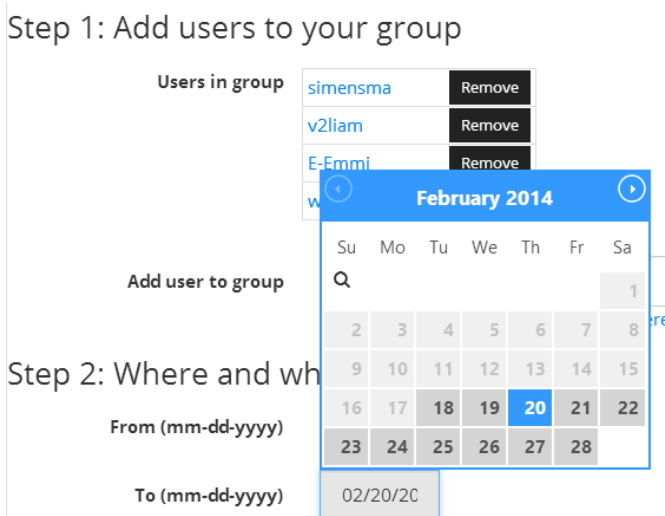 Step 1: Add users to your group
Users in group
simensma Remove
v2liam Remove
E-Emmi Remove
w
February 2014
Su Mo Tu We Th Fr Sa
Add user to group
1
ere
2 3 4 5 6 7 8
9 10 11 12 13 14 15
Step 2: Where and wh
16 17 18 19 20 21 22
From (mm-dd-yyyy)
23 24 25 26 27 28
To (mm-dd-yyyy) 02/20/20